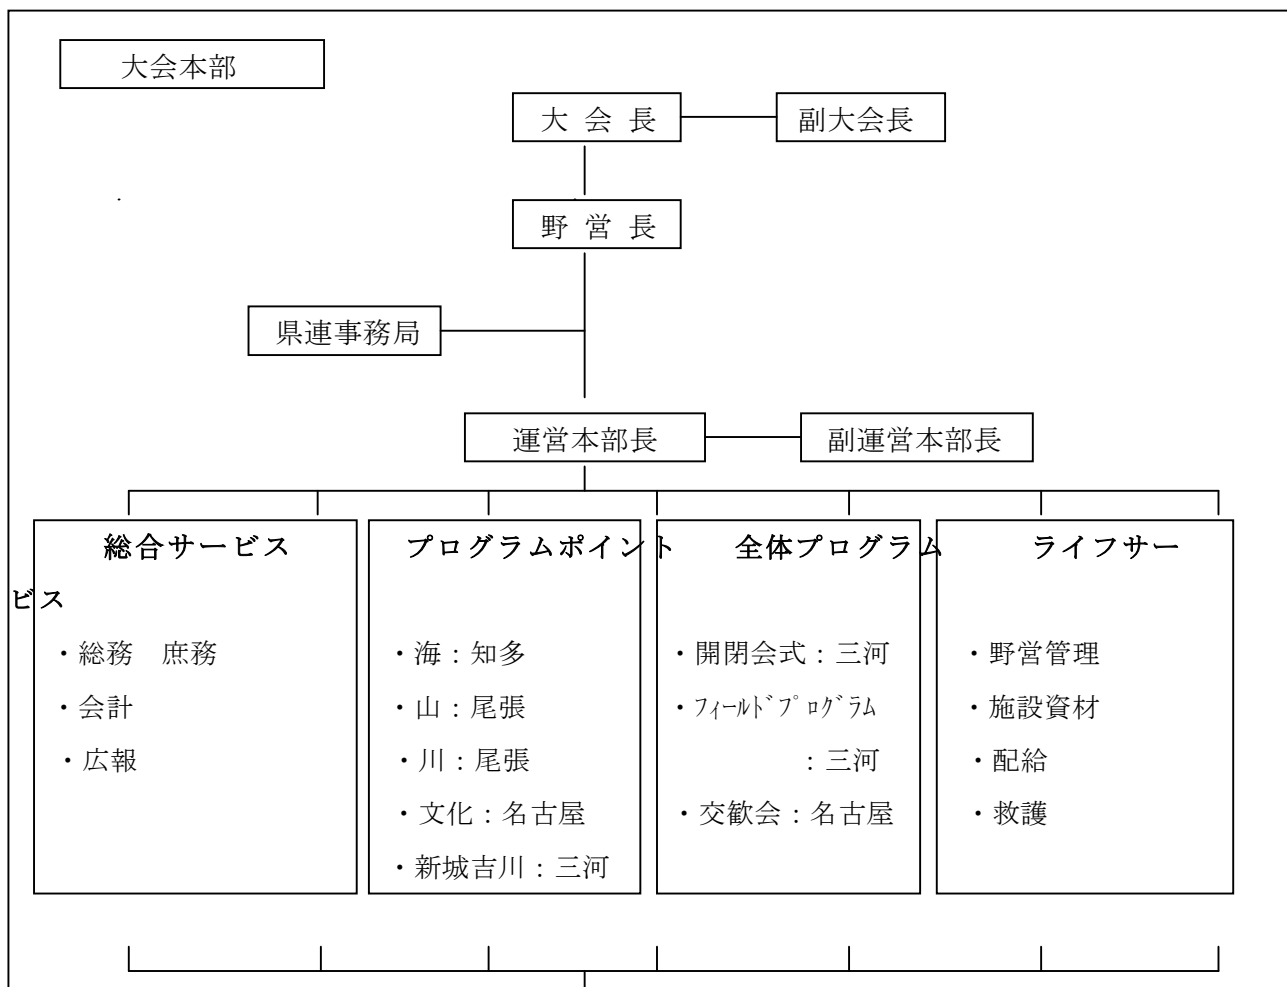 大会本部
大 会 長
副大会長
野 営 長
県連事務局
運営本部長
副運営本部長
総合サービス
プログラムポイント
全体プログラム
ライフサー
ビス
・総務　庶務
・会計
・広報
・海：知多
・山：尾張
・川：尾張
・文化：名古屋
・新城吉川：三河
・開閉会式：三河
・ﾌｨｰﾙﾄﾞﾌﾟﾛｸﾞﾗﾑ
：三河
・交歓会：名古屋
・野営管理
・施設資材
・配給
・救護